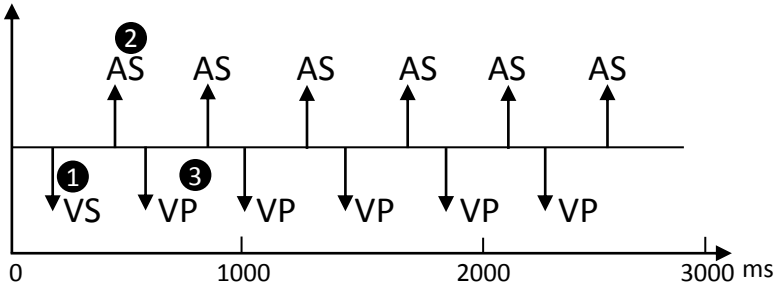 2
AS AS AS AS AS AS
1 3
VS VP VP VP VP VP
0 1000 2000 3000 ms